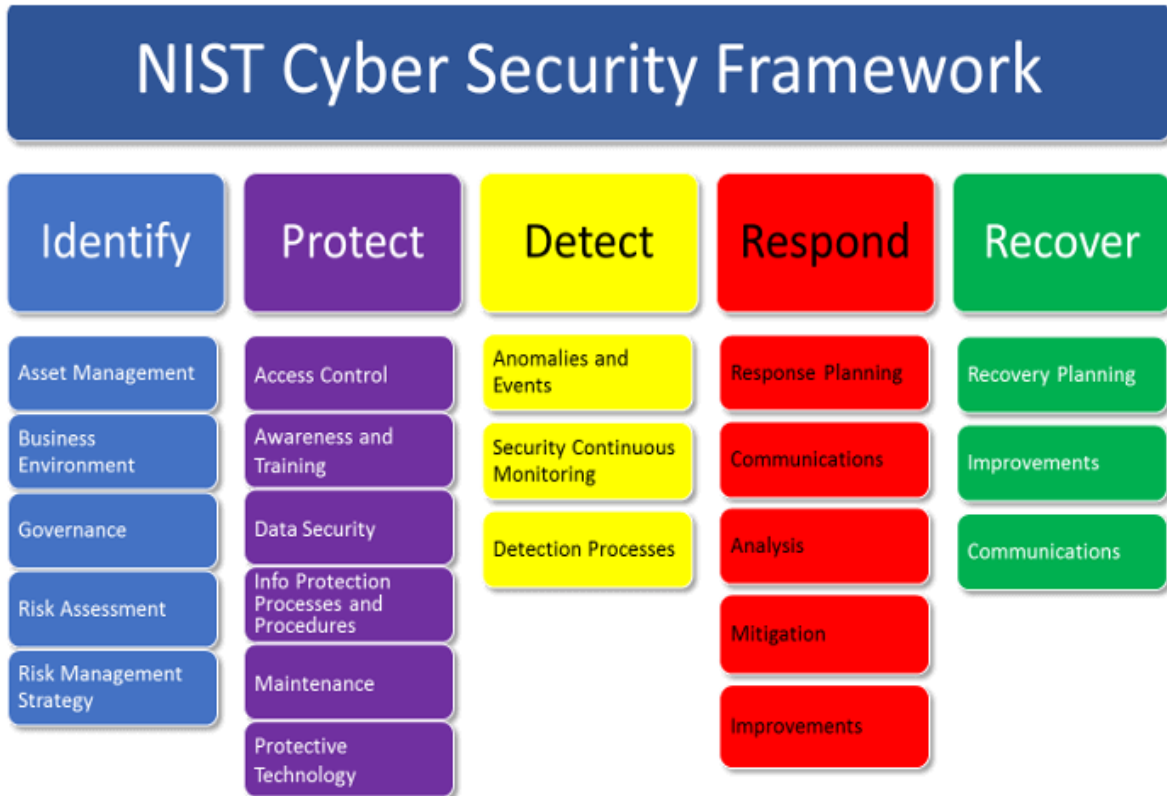 NIST Cyber Security Framework
Identify
Protect
Detect
Respond
Recover
Asset Management
Business
Environment
Governance
Risk Assessment
Risk Management
Strategy
Access Control
Awareness and
Training
Data Security
Info Protection
Processes and
Procedures
Maintenance
Protective
Technology
Anomalies and
Events
Security Continuous
Monitoring
Detection Processes
Response Planning
Communications
Analysis
Mitigation
Improvements
Recovery Planning
Improvements
Communications